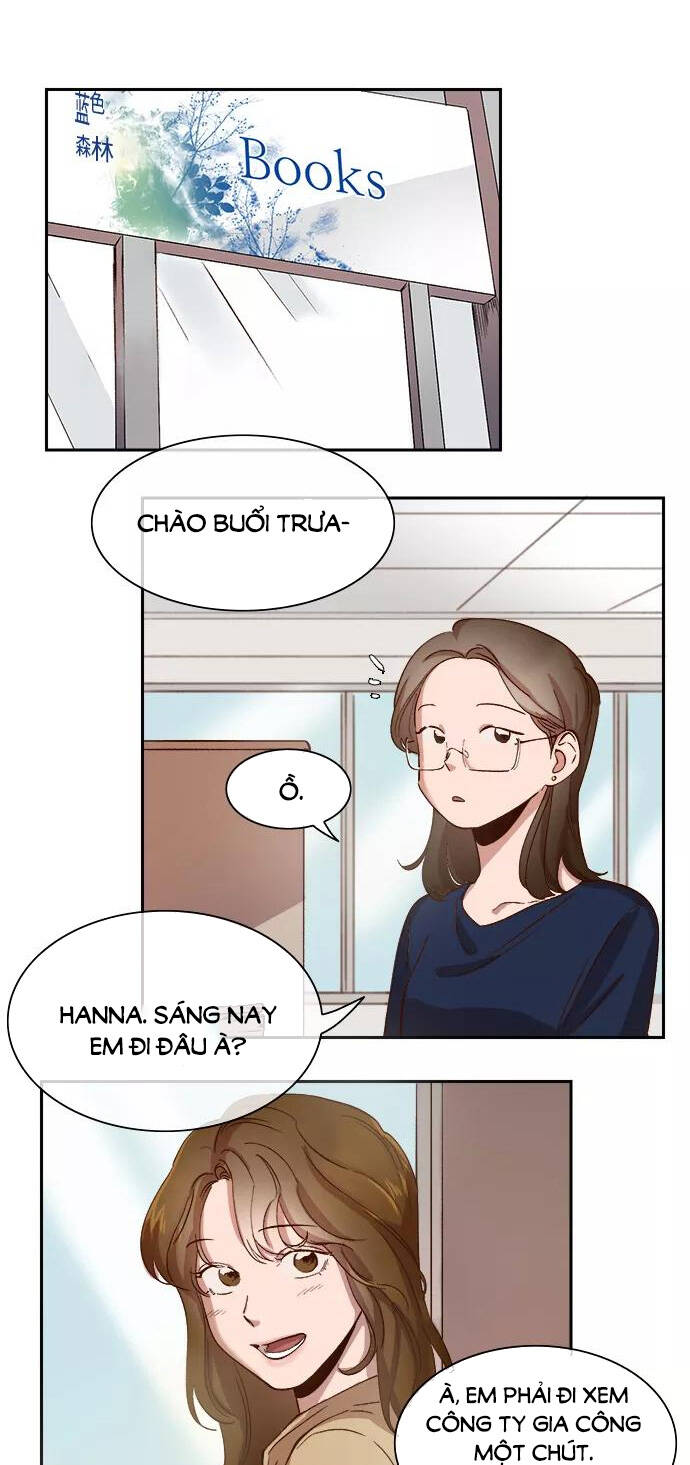 蓝色
森林
Books
CHÀO BUỔI TRƯA-
Ồ.
HANNA. SÁNG NAY
EM ĐI ĐÂU À?
À, EM PHẢI ĐI XEM
CÔNG TY GIA CÔNG
MỘT CHÚT.